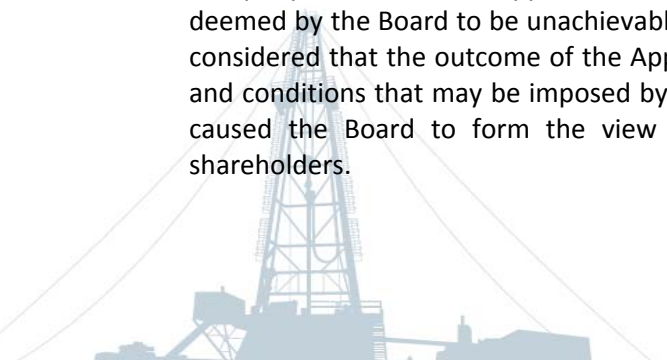 deemed by the Board to be unachievabl
considered that the outcome of the App
and conditions that may be imposed by
caused the Board to form the view
shareholders.